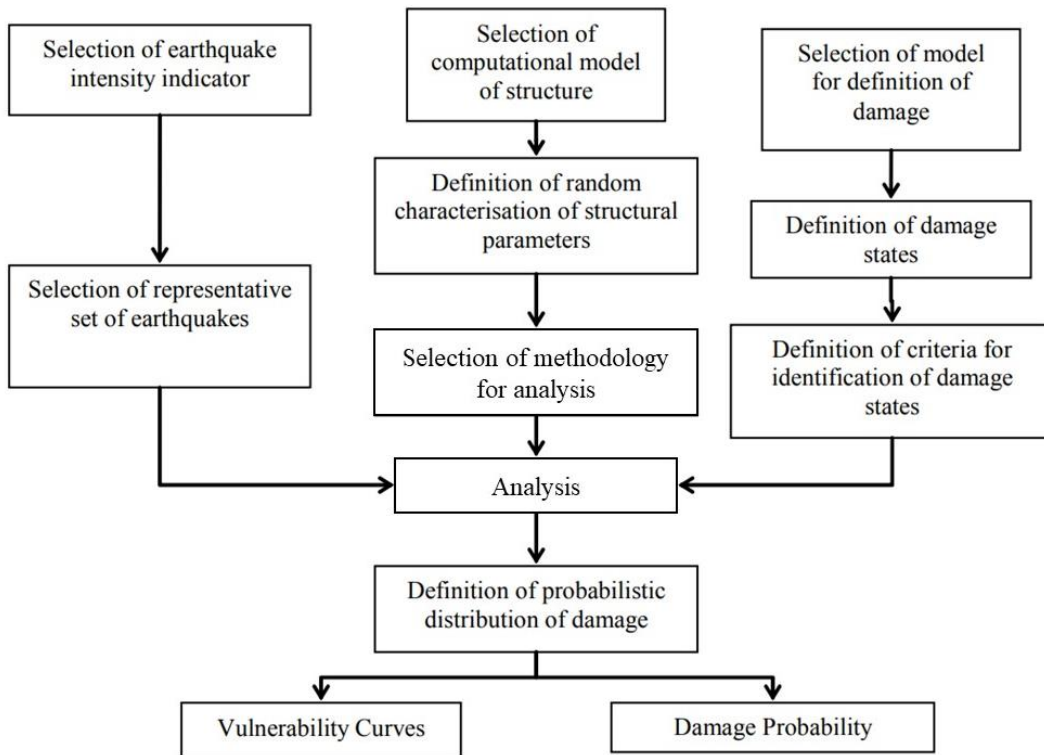 Selection of earthquake
intensity indicator
Selection of
computational model
of structure
Selection of model
for definition of
damage
Definition of random
characterisation of structural
parameters
Definition of damage
states
Selection of representative
set of earthquakes
Selection of methodology
for analysis
Definition of criteria for
identification of damage
states
Analysis
Definition of probabilistic
distribution of damage
Vulnerability Curves
Damage Probability